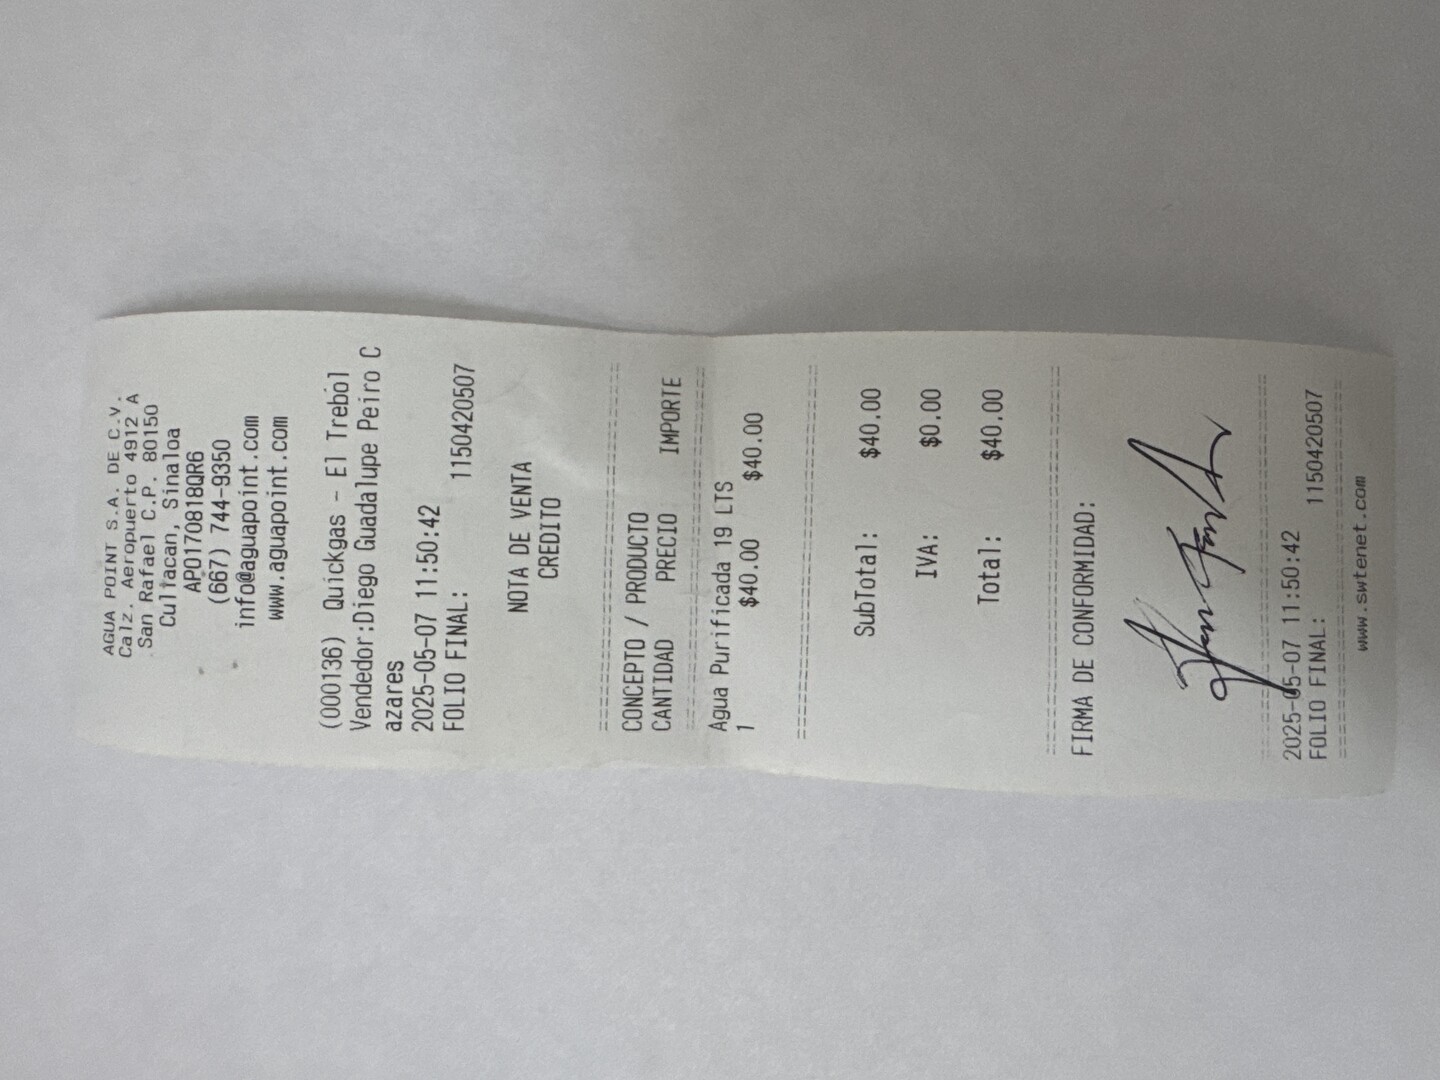 AGUA POINT S.A. DE C.V.
Calz. Aeropuerto 4912 A
San Rafael C.P. 80150
Culiacan, Sinaloa
APO170818QR6
(667) 744-9350
info@aguapoint.com
www.aguapoint.com
(000136) Quickgas - El Trebol
Vendedor:Diego Guadalupe Peiro C
azares
2025-05-07 11:50:42
FOLIO FINAL: 1150420507
NOTA DE VENTA
CREDITO
CONCEPTO / PRODUCTO
CANTIDAD PRECIO IMPORTE
Agua Purificada 19 LTS
1 $40.00 $40.00
SubTotal: $40.00
IVA: $0.00
Total: $40.00
FIRMA DE CONFORMIDAD:
2025-05-07 11:50:42
FOLIO FINAL: 1150420507
www.swtenet.com